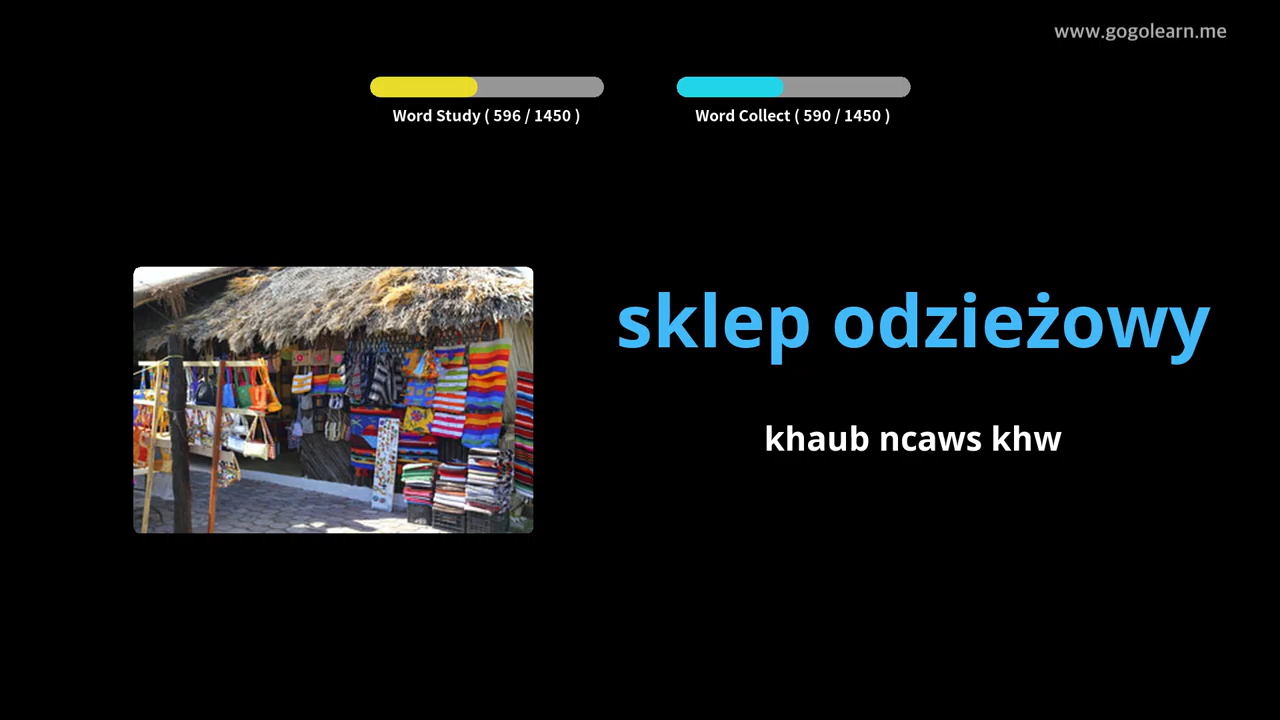 www.gogolearn.me
Word Study ( 596 / 1450 )
Word Collect ( 590 / 1450 )
sklep odzieżowy
khaub ncaws khw